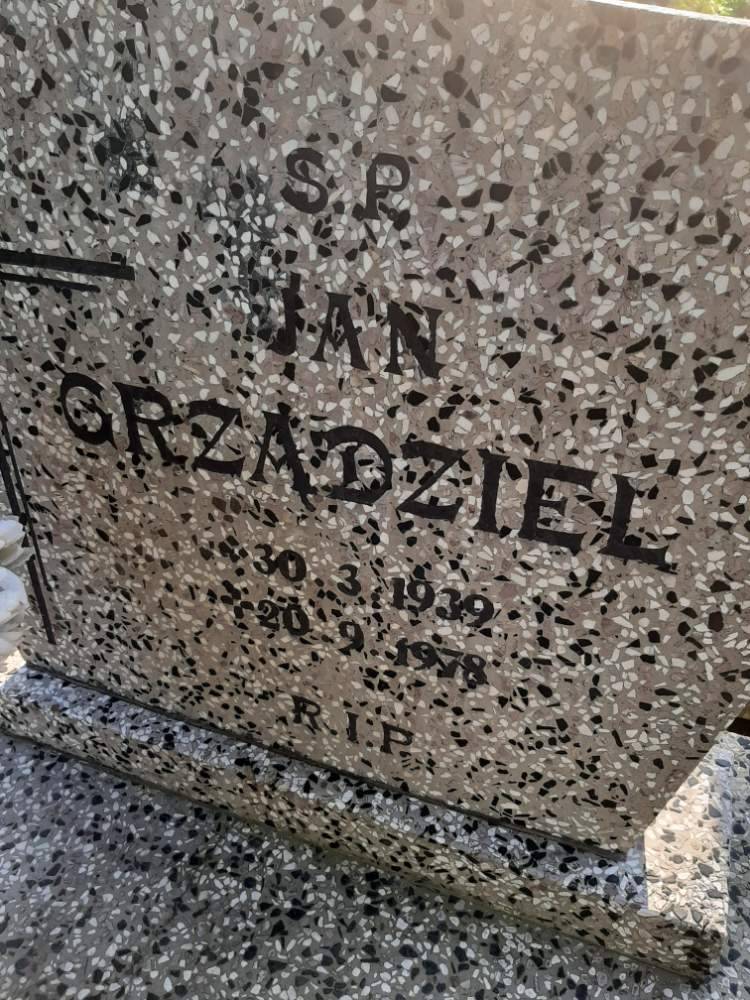 S.P.
JAN
GRZĄDZIEL
30 3 1939
20 9 1978
R.I.P